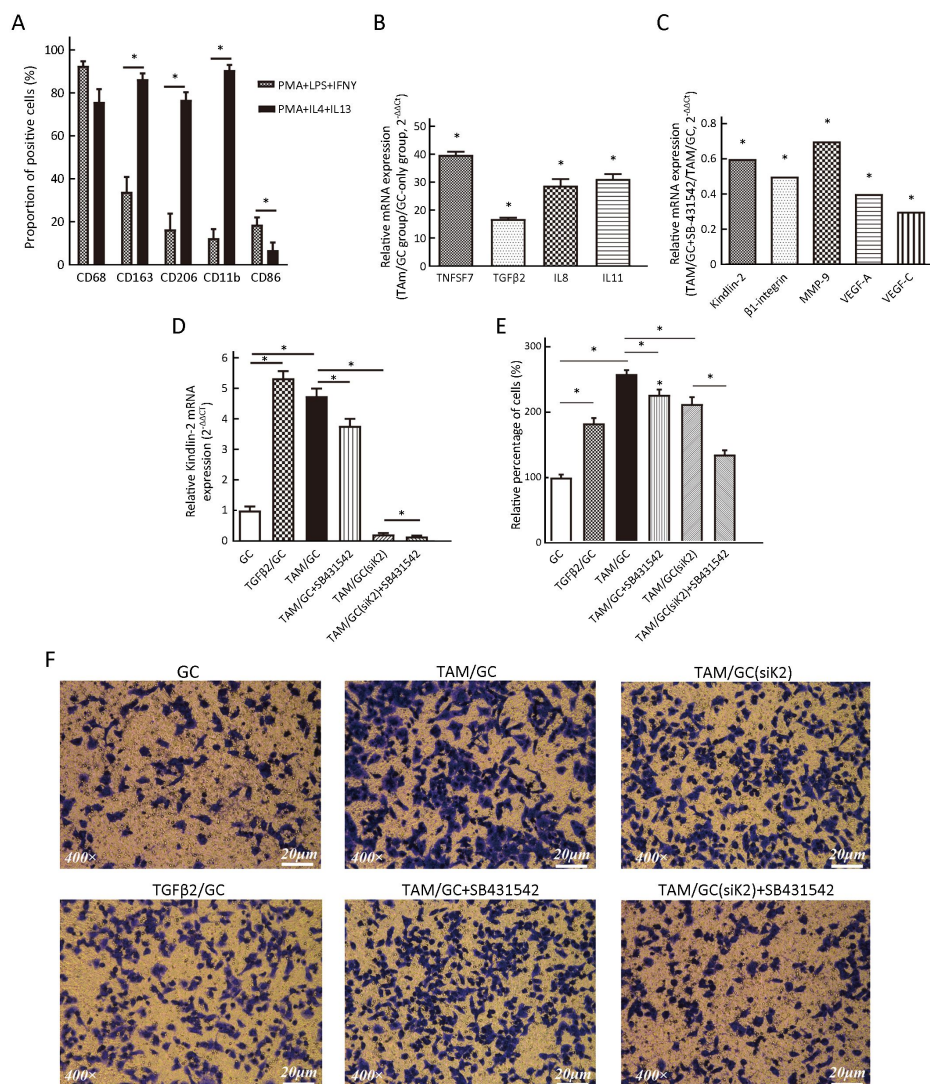 A
Proportion of positive cells (%)
100
80
60
40
20
0
*
*
*
*
PMA+LPS+IFNY
PMA+IL4+IL13
CD68 CD163 CD206 CD11b CD86
B
Relative mRNA expression
(TAm/GC group/GC-only group, 2-ΔΔCt)
50
40
30
20
10
0
*
*
*
*
TNFSF7 TGFβ2 IL8 IL11
C
Relative mRNA expression
(TAM/GC+SB-431542/TAM/GC, 2-ΔΔCt)
0.8
0.6
0.4
0.2
0
*
*
*
*
*
Kindlin-2
β1-integrin
MMP-9
VEGF-A
VEGF-C
D
Relative Kindlin-2 mRNA
expression (2-ΔΔCT)
6
5
4
3
2
1
0
*
*
*
*
*
GC
TGFβ2/GC
TAM/GC
TAM/GC+SB431542
TAM/GC(siK2)
TAM/GC(siK2)+SB431542
E
Relative percentage of cells (%)
300
200
100
0
*
*
*
*
*
*
GC
TGFβ2/GC
TAM/GC
TAM/GC+SB431542
TAM/GC(siK2)
TAM/GC(siK2)+SB431542
F
GC
400×
20μm
TAM/GC
400×
20μm
TAM/GC(siK2)
400×
20μm
TGFβ2/GC
400×
20μm
TAM/GC+SB431542
400×
20μm
TAM/GC(siK2)+SB431542
400×
20μm